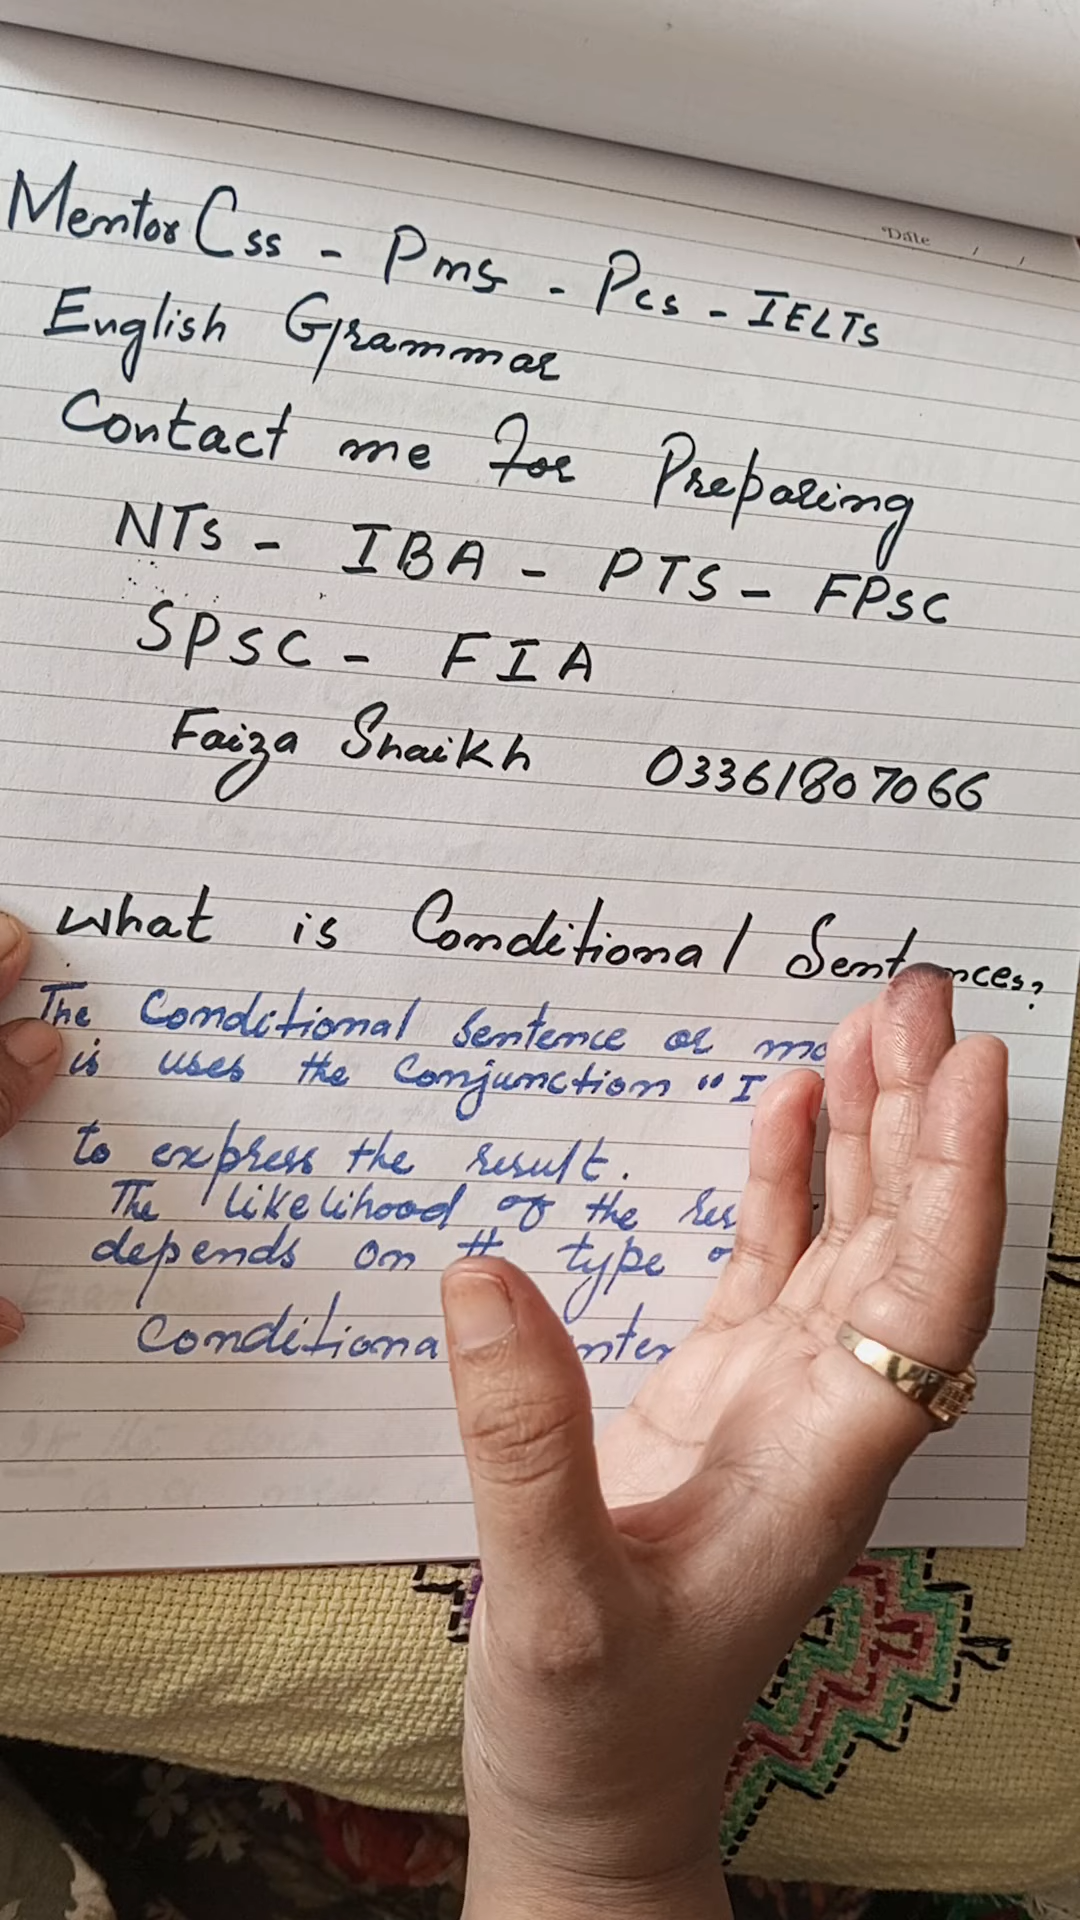 Date / /
Mentor Css - Pms - Pcs - IELTs
English Grammar
Contact me For Preparing
NTs - IBA - PTS - FPSC
SPSC - FIA
Faiza Shaikh 03361807066
What is Conditional Sentences?
The Conditional Sentence or
is uses the Conjunction "I
to express the result.
The likelihood of the
depends on type